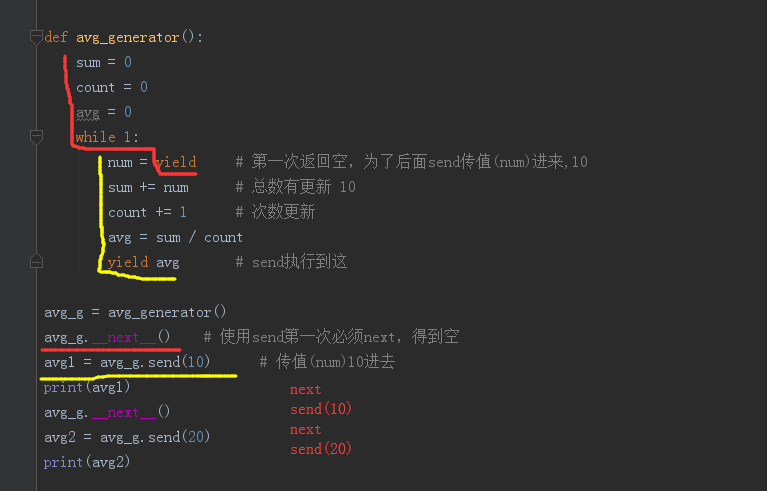 def avg_generator():
sum = 0
count = 0
avg = 0
while 1:
num = yield # 第一次返回空，为了后面send传值(num)进来,10
sum += num # 总数有更新 10
count += 1 # 次数更新
avg = sum / count
yield avg # send执行到这
avg_g = avg_generator()
avg_g.__next__() # 使用send第一次必须next，得到空
avg1 = avg_g.send(10) # 传值(num)10进去
print(avg1)
next
avg_g.__next__()
send(10)
next
avg2 = avg_g.send(20)
send(20)
print(avg2)